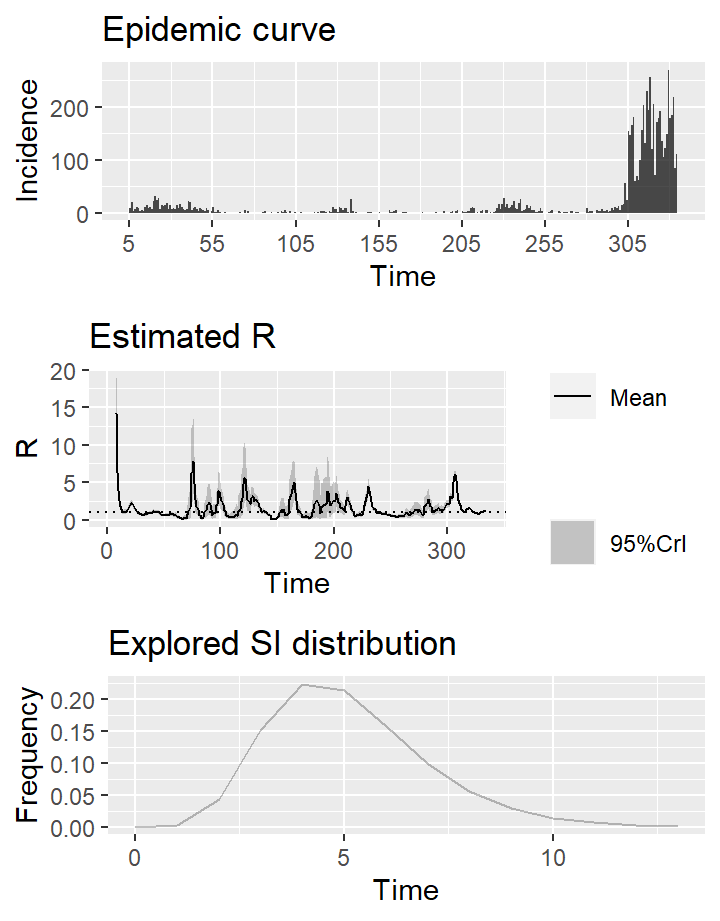 Epidemic curve
Incidence
200
100
0
5 55 105 155 205 255 305
Time
Estimated R
R
20
15
10
5
0
0 100 200 300
Time
Mean
95%CrI
Explored SI distribution
Frequency
0.20
0.15
0.10
0.05
0.00
0 5 10
Time